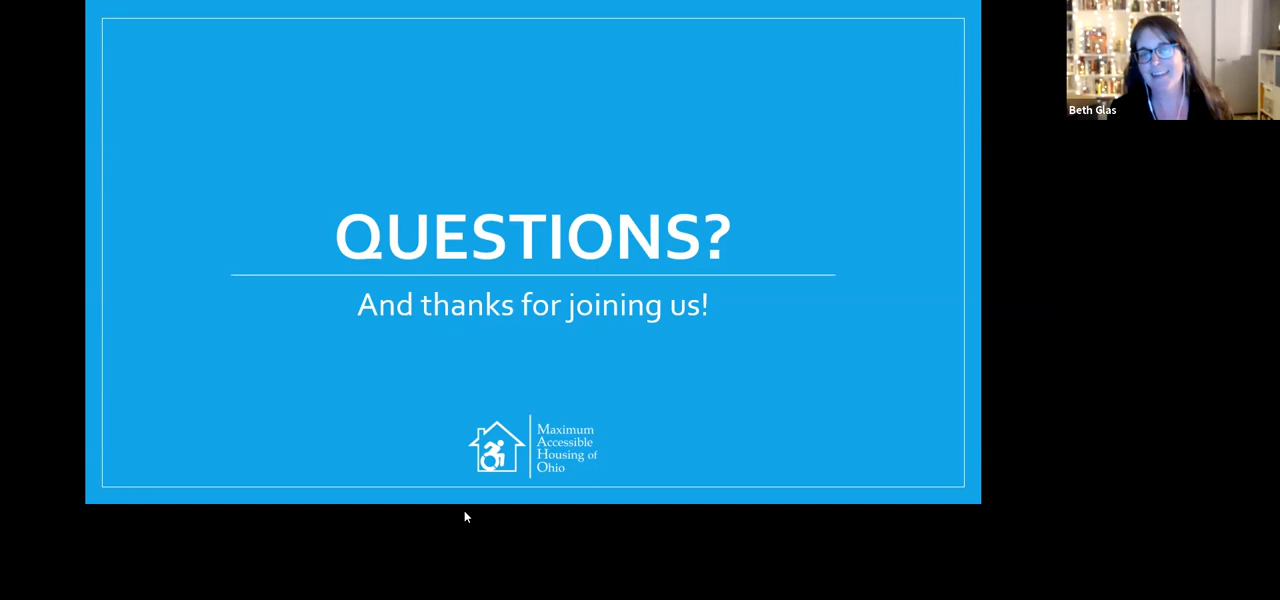 QUESTIONS?
And thanks for joining us!
Maximum
Accessible
Housing of
Ohio
Beth Glas